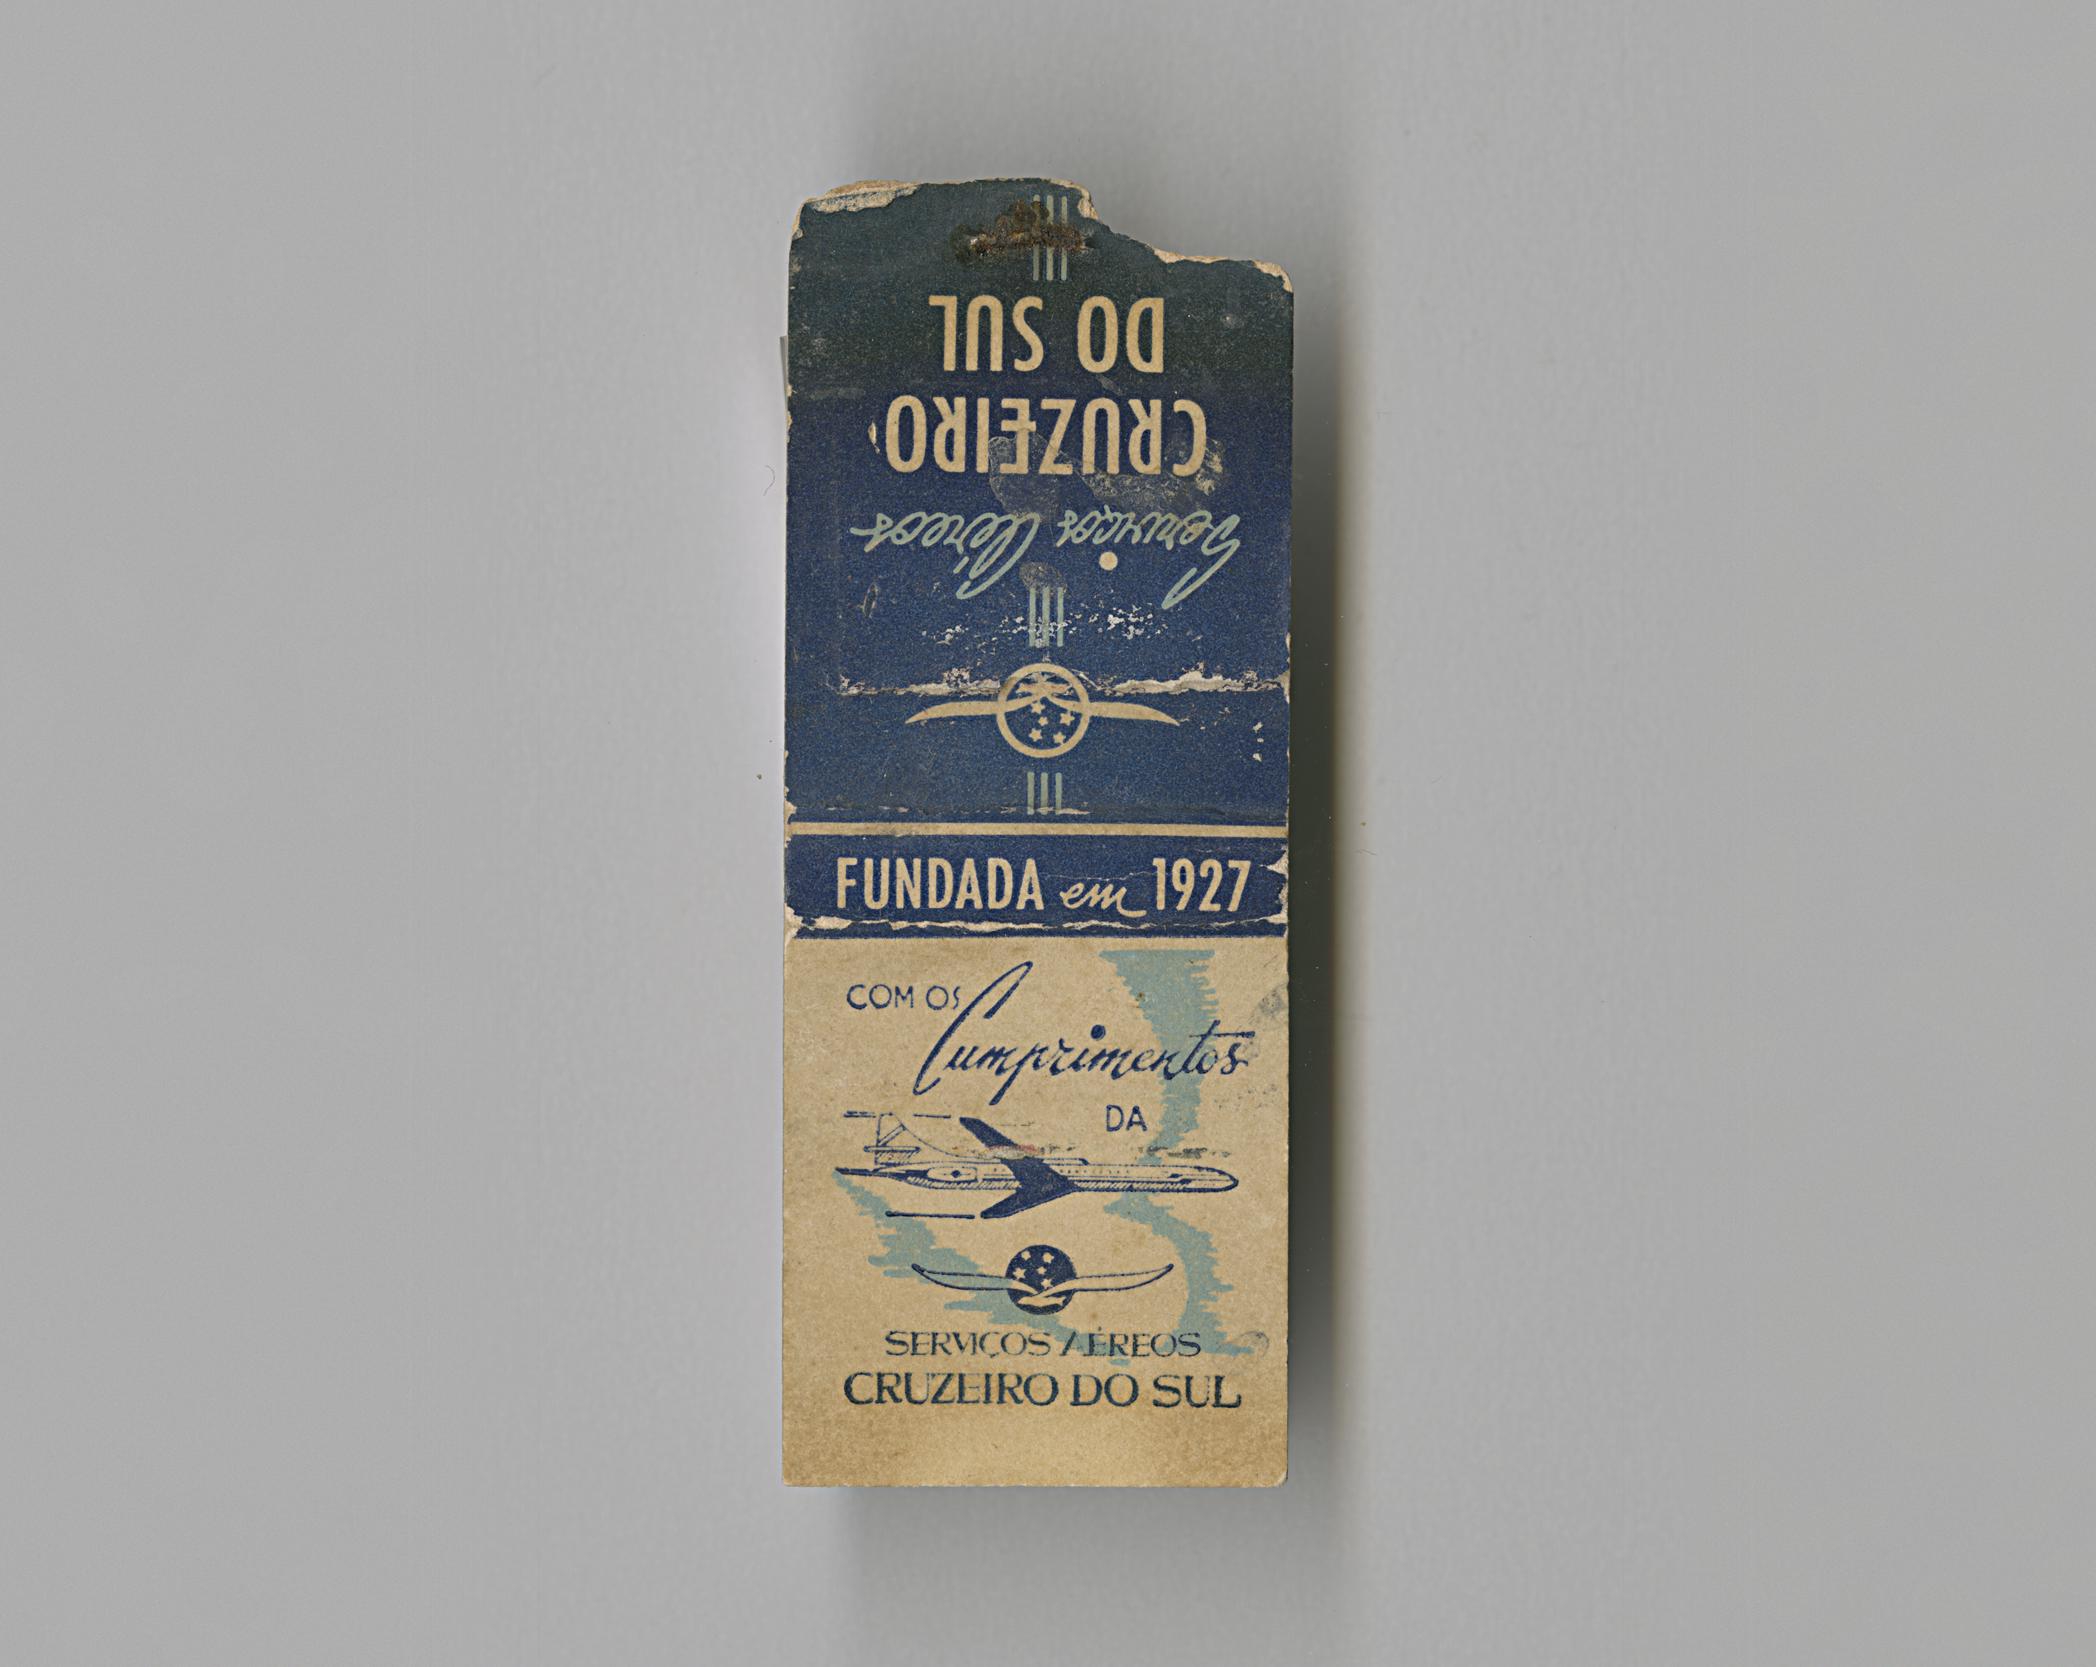 Serviços Aéreos
CRUZEIRO
DO SUL
FUNDADA em 1927
COM OS
Cumprimentos
DA
SERVIÇOS AÉREOS
CRUZEIRO DO SUL